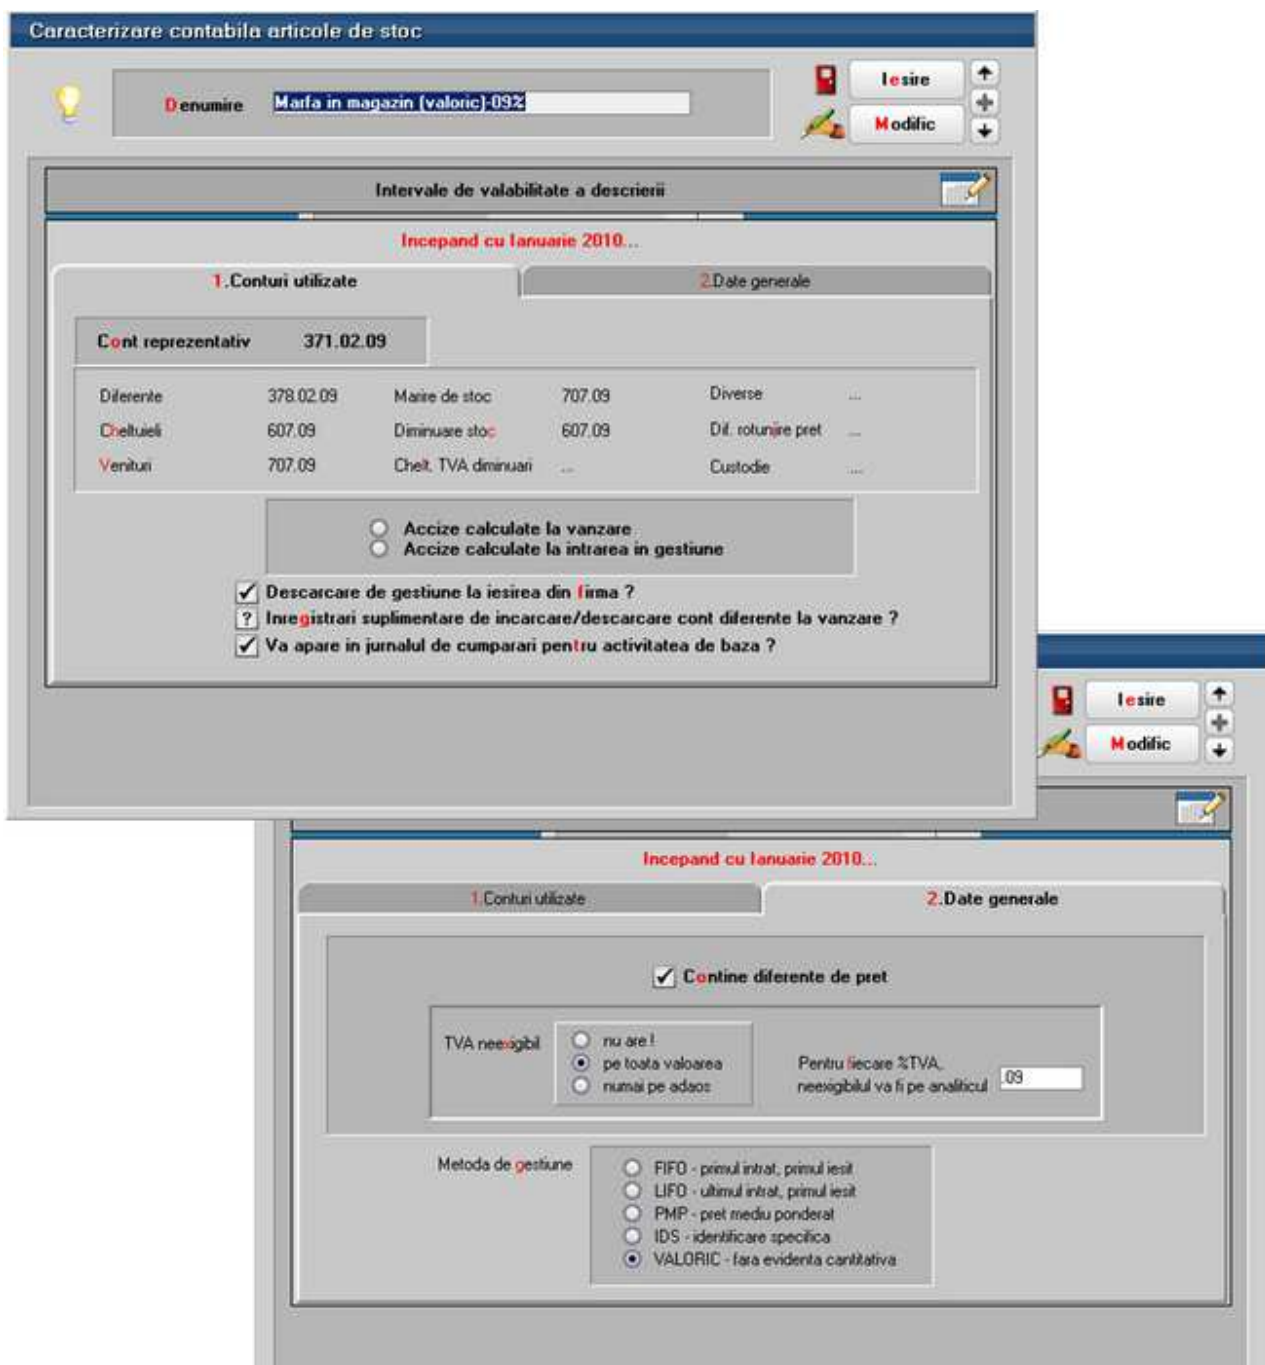 Caracterizare contabila articole de stoc
Denumire Marfa in magazin (valoric)-09%
Iesire
Modific
Intervale de valabilitate a descrierii
Incepand cu Ianuarie 2010...
1.Conturi utilizate 2.Date generale
Cont reprezentativ 371.02.09
Diferente 378.02.09 Marire de stoc 707.09 Diverse ...
Cheltuieli 607.09 Diminuare stoc 607.09 Dif. rotunjire pret ...
Venituri 707.09 Chelt. TVA diminuari ... Custodie ...
Accize calculate la vanzare
Accize calculate la intrarea in gestiune
Descarcare de gestiune la iesirea din firma ?
? Inregistrari suplimentare de incarcare/descarcare cont diferente la vanzare ?
Va apare in jurnalul de cumparari pentru activitatea de baza ?
Iesire
Modific
Incepand cu Ianuarie 2010...
1.Conturi utilizate 2.Date generale
Contine diferente de pret
TVA neexigibil
nu are !
pe toata valoarea
numai pe adaos
Pentru fiecare %TVA,
neexigibilul va fi pe analiticul .09
Metoda de gestiune
FIFO - primul intrat, primul iesit
LIFO - ultimul intrat, primul iesit
PMP - pret mediu ponderat
IDS - identificare specifica
VALORIC - fara evidenta cantitativa